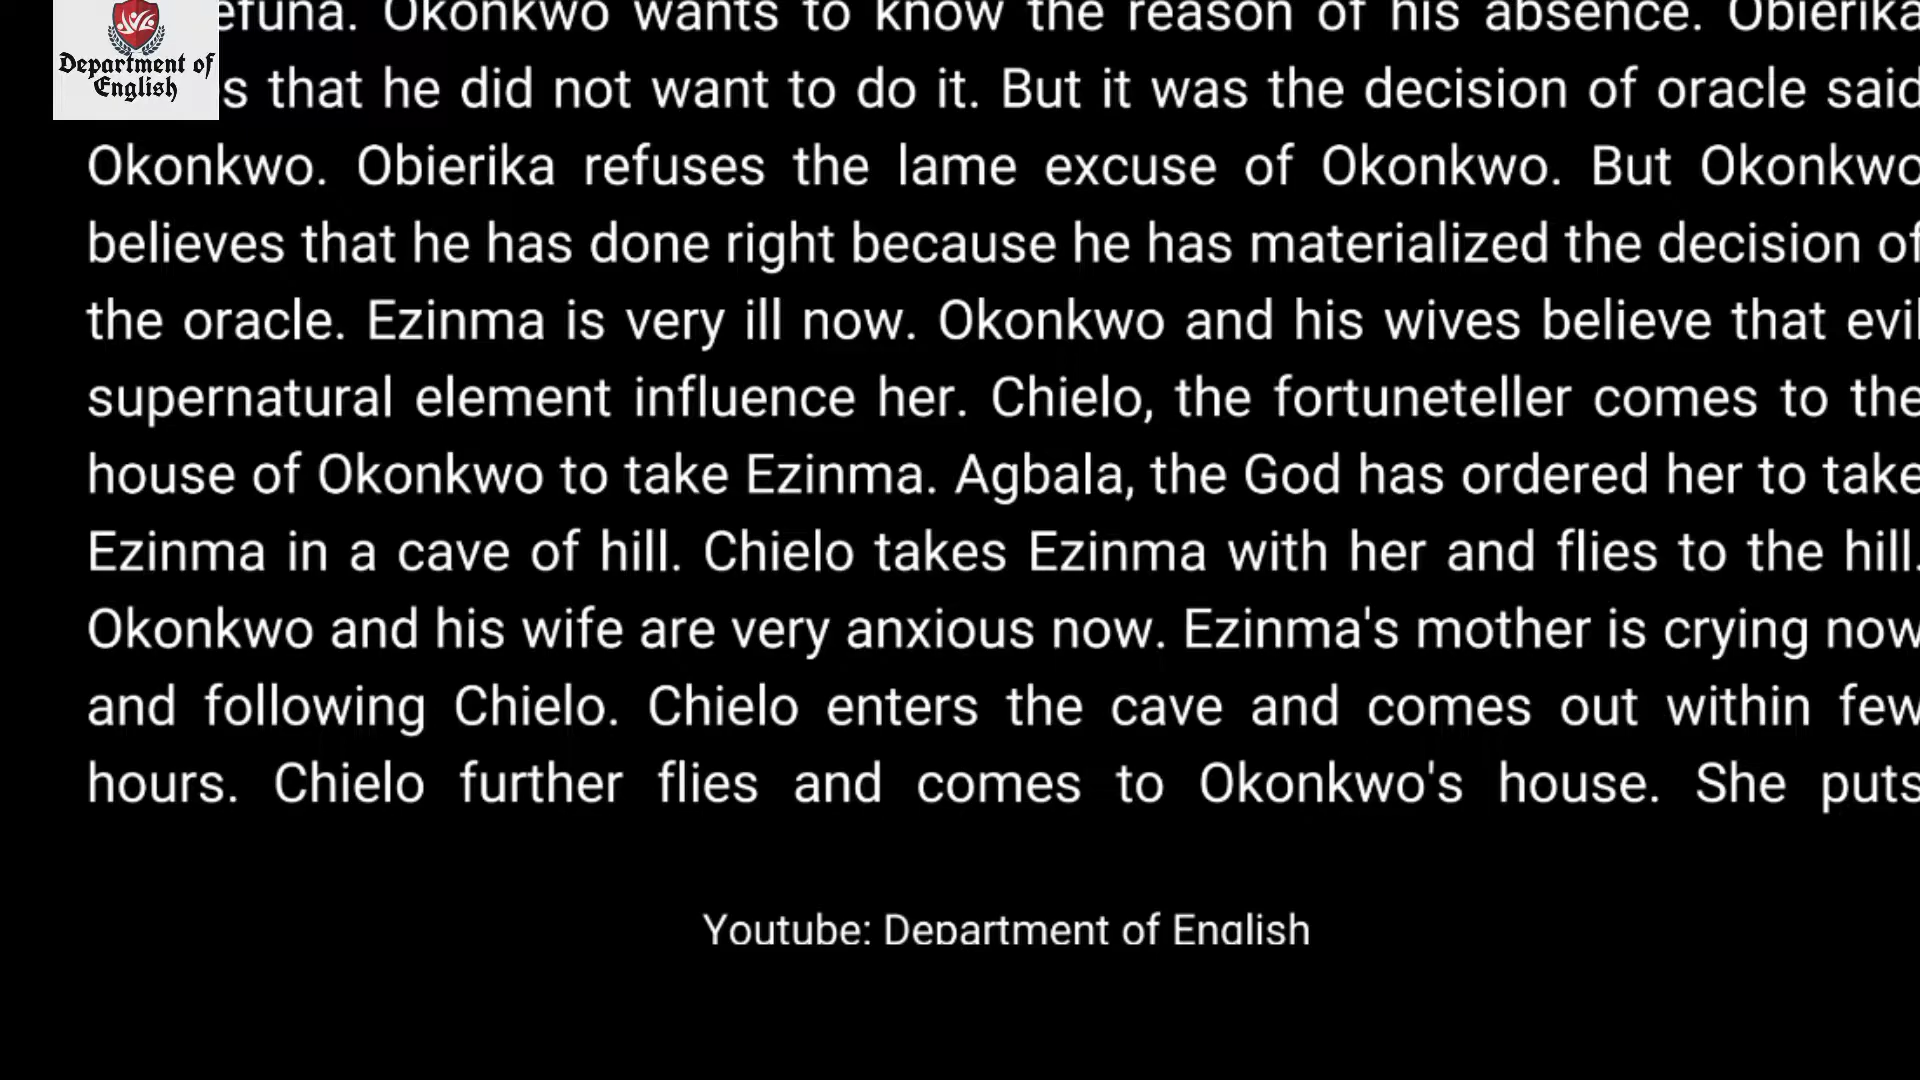 Department of
English
efuna. Okonkwo wants to know the reason of his absence. Obierika
s that he did not want to do it. But it was the decision of oracle said
Okonkwo. Obierika refuses the lame excuse of Okonkwo. But Okonkwo
believes that he has done right because he has materialized the decision of
the oracle. Ezinma is very ill now. Okonkwo and his wives believe that evil
supernatural element influence her. Chielo, the fortuneteller comes to the
house of Okonkwo to take Ezinma. Agbala, the God has ordered her to take
Ezinma in a cave of hill. Chielo takes Ezinma with her and flies to the hill.
Okonkwo and his wife are very anxious now. Ezinma's mother is crying now
and following Chielo. Chielo enters the cave and comes out within few
hours. Chielo further flies and comes to Okonkwo's house. She puts
Youtube: Department of English